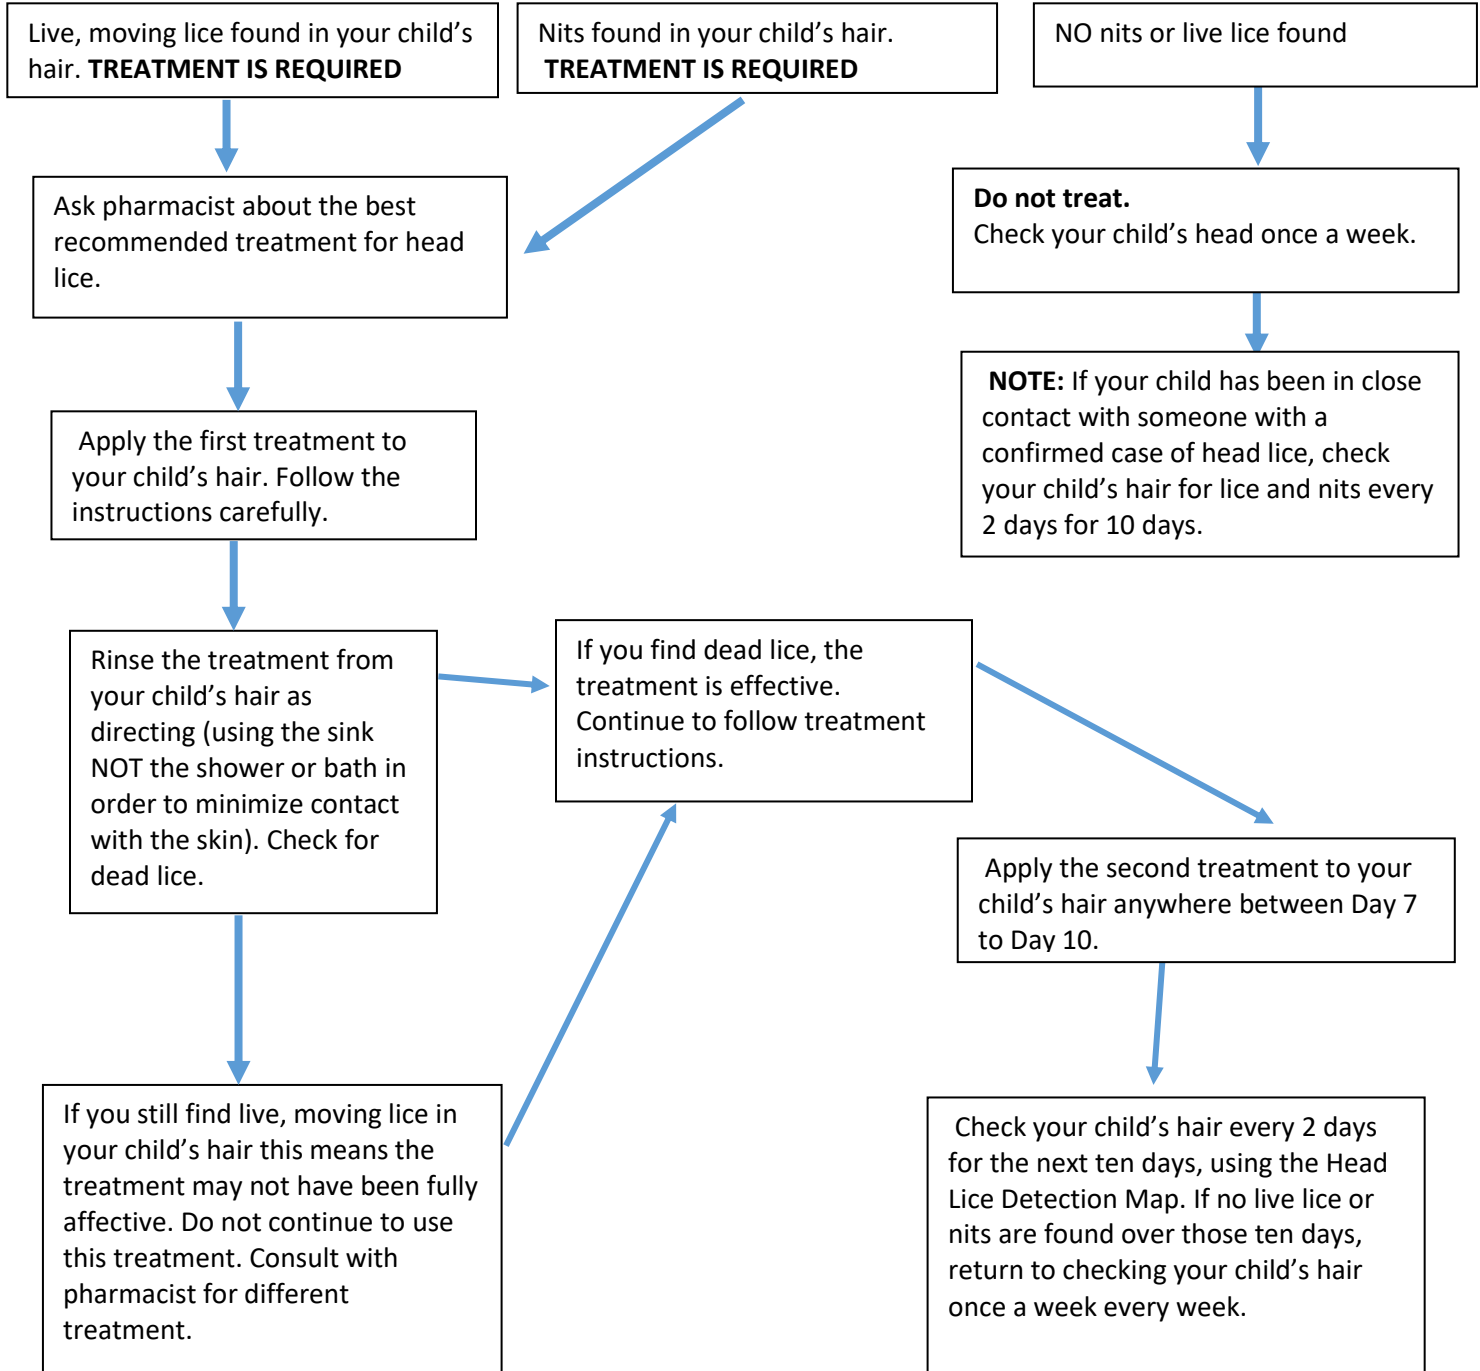 Live, moving lice found in your child’s
hair. TREATMENT IS REQUIRED
Nits found in your child’s hair.
TREATMENT IS REQUIRED
NO nits or live lice found
Ask pharmacist about the best
recommended treatment for head
lice.
Do not treat.
Check your child’s head once a week.
NOTE: If your child has been in close
contact with someone with a
confirmed case of head lice, check
your child’s hair for lice and nits every
2 days for 10 days.
Apply the first treatment to
your child’s hair. Follow the
instructions carefully.
Rinse the treatment from
your child’s hair as
directing (using the sink
NOT the shower or bath in
order to minimize contact
with the skin). Check for
dead lice.
If you find dead lice, the
treatment is effective.
Continue to follow treatment
instructions.
Apply the second treatment to your
child’s hair anywhere between Day 7
to Day 10.
If you still find live, moving lice in
your child’s hair this means the
treatment may not have been fully
affective. Do not continue to use
this treatment. Consult with
pharmacist for different
treatment.
Check your child’s hair every 2 days
for the next ten days, using the Head
Lice Detection Map. If no live lice or
nits are found over those ten days,
return to checking your child’s hair
once a week every week.